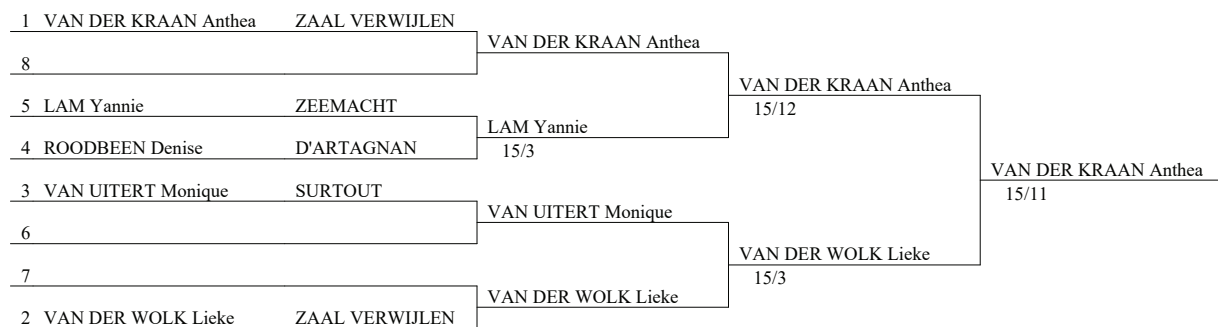 1 VAN DER KRAAN Anthea ZAAL VERWIJLEN
VAN DER KRAAN Anthea
8
VAN DER KRAAN Anthea
15/12
5 LAM Yannie ZEEMACHT
LAM Yannie
15/3
4 ROODBEEN Denise D'ARTAGNAN
VAN DER KRAAN Anthea
15/11
3 VAN UITERT Monique SURTOUT
VAN UITERT Monique
6
VAN DER WOLK Lieke
15/3
7
VAN DER WOLK Lieke
2 VAN DER WOLK Lieke ZAAL VERWIJLEN